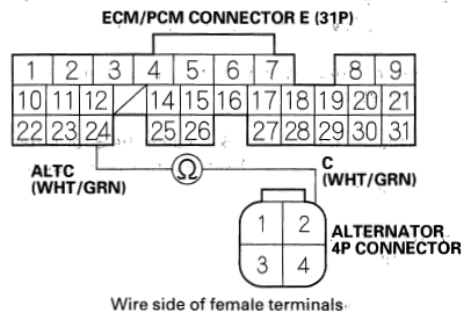 ECM/PCM CONNECTOR E (31P)
1 2 3 4 5 6 7 8 9
10 11 12 14 15 16 17 18 19 20 21
22 23 24 25 26 27 28 29 30 31
ALTC
(WHT/GRN)
Ω
C
(WHT/GRN)
1 2
3 4
ALTERNATOR
4P CONNECTOR
Wire side of female terminals